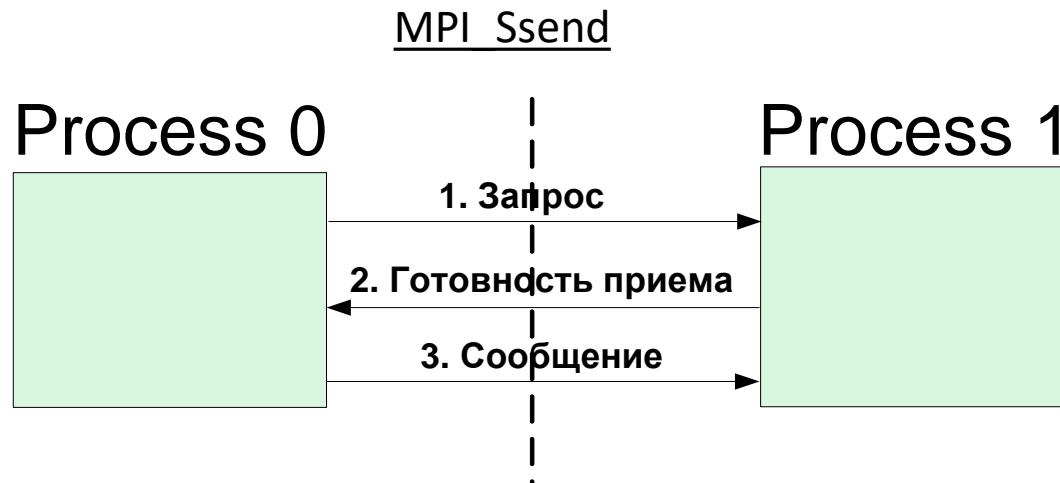 MPI_Ssend
Process 0
Process 1
1. Запрос
2. Готовность приема
3. Сообщение